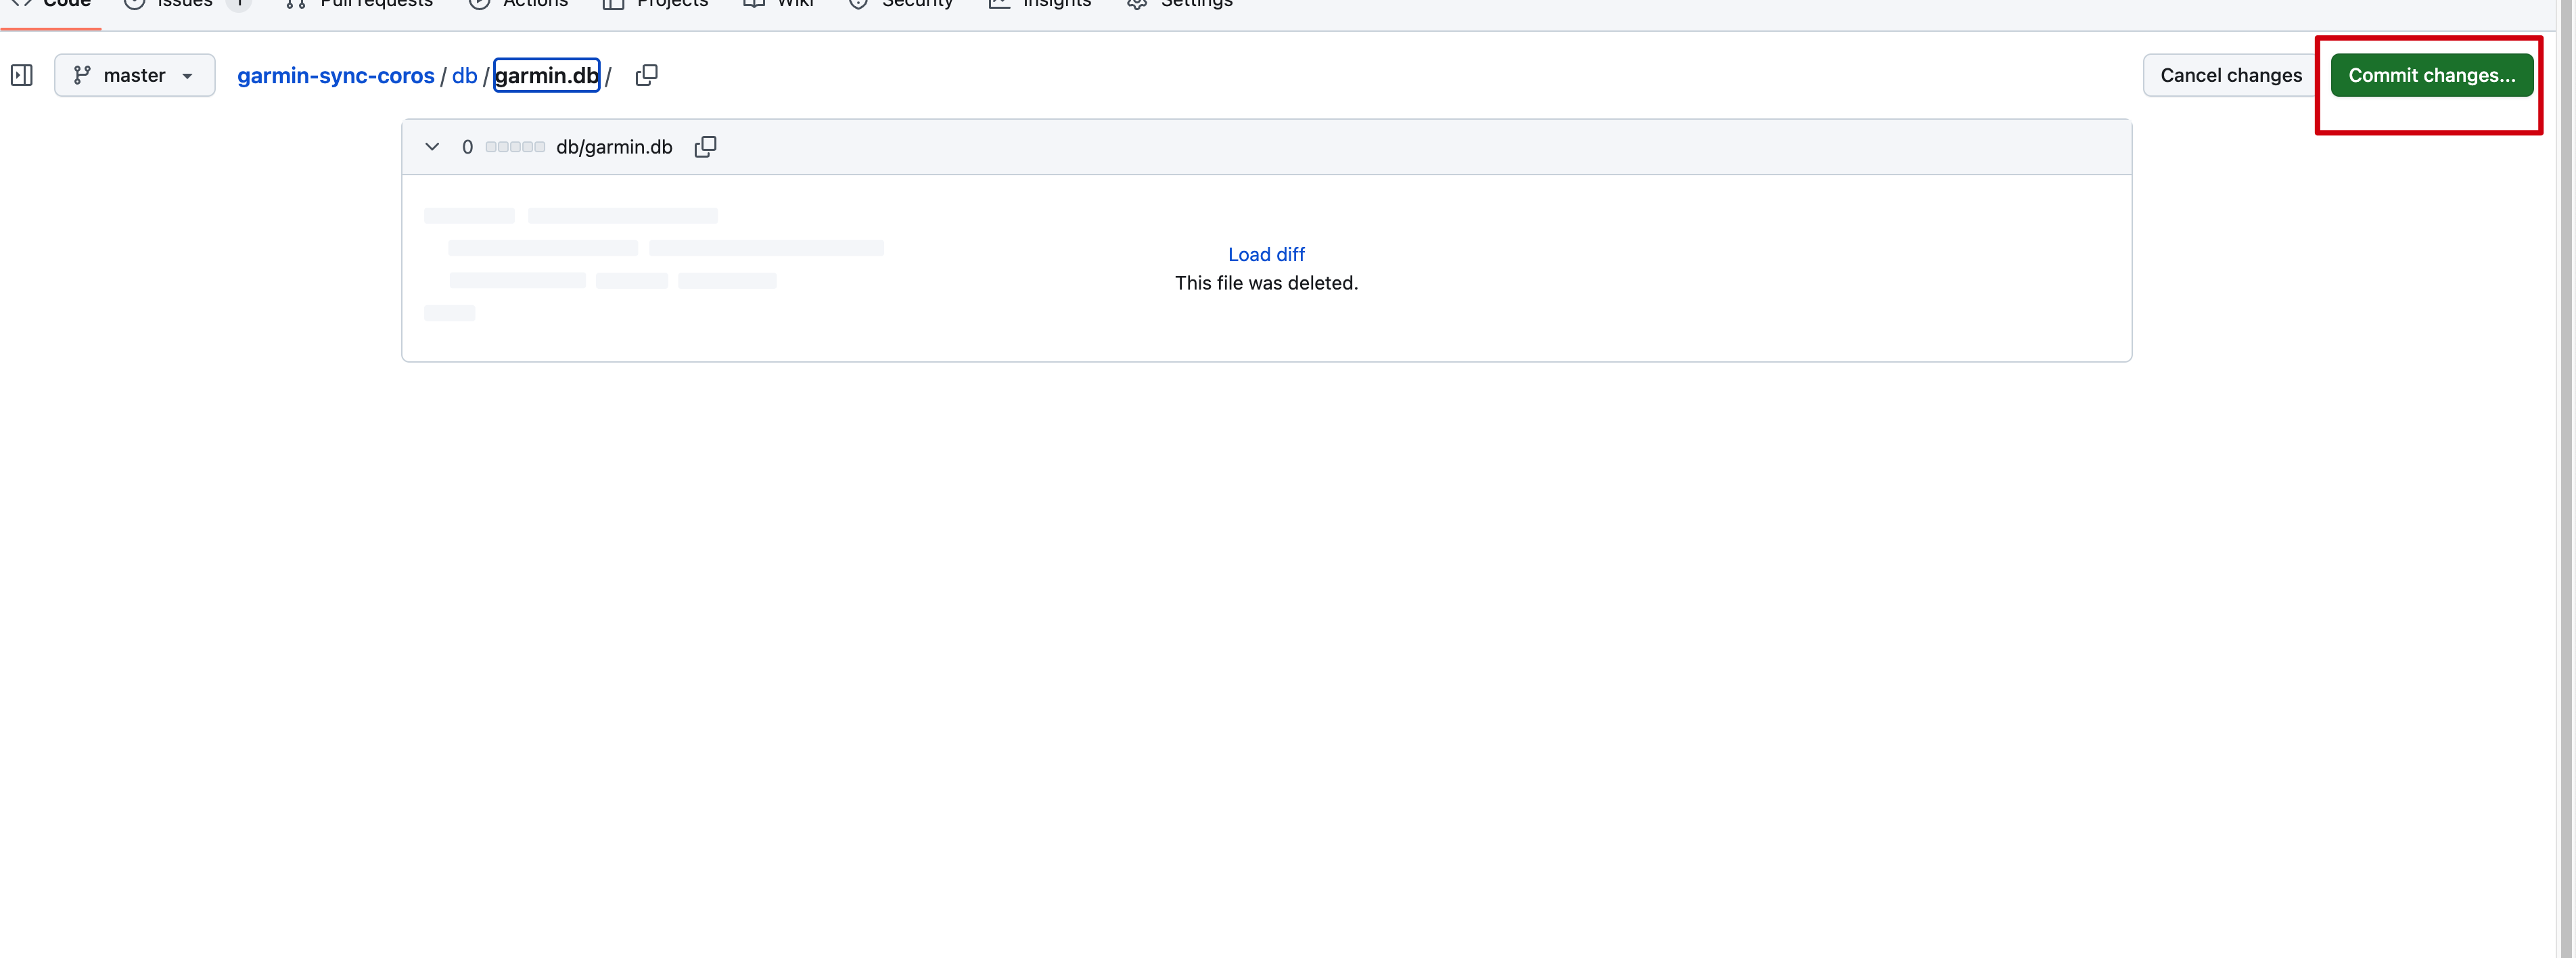 Code Issues 1 Pull requests Actions Projects Wiki Security Insights Settings
master garmin-sync-coros / db / garmin.db / Cancel changes Commit changes...
0 db/garmin.db
Load diff
This file was deleted.